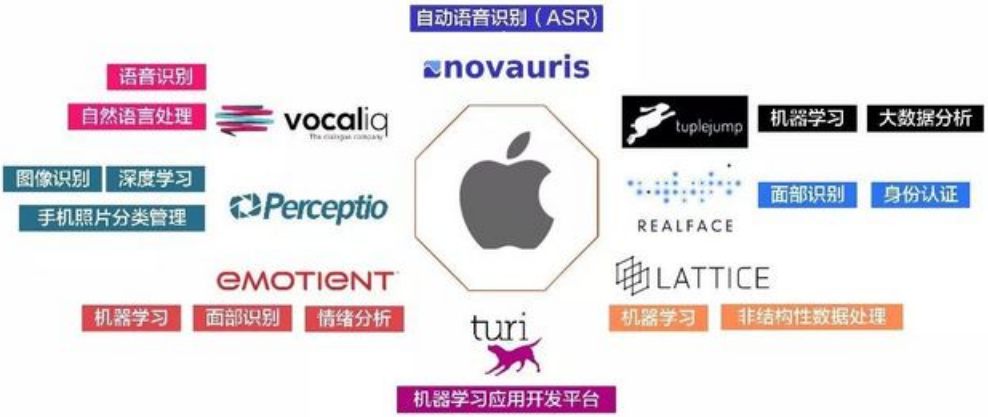 自动语音识别（ASR）
novauris
语音识别
自然语言处理
vocaliq
The dialogue company
tuplejump
机器学习 大数据分析
图像识别 深度学习
手机照片分类管理
Perceptio
REALFACE
面部识别 身份认证
eMOTIENT
机器学习 面部识别 情绪分析
LATTICE
机器学习 非结构性数据处理
turi
机器学习应用开发平台